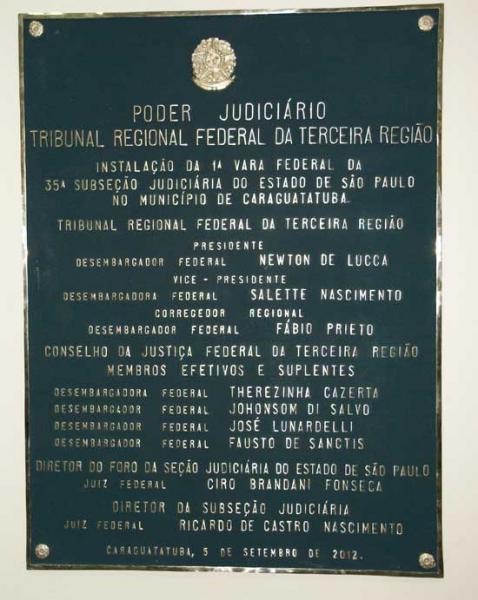 PODER JUDICIÁRIO
TRIBUNAL REGIONAL FEDERAL DA TERCEIRA REGIÃO
INSTALAÇÃO DA 1ª VARA FEDERAL DA
35ª SUBSEÇÃO JUDICIÁRIA DO ESTADO DE SÃO PAULO
NO MUNICÍPIO DE CARAGUATATUBA.
TRIBUNAL REGIONAL FEDERAL DA TERCEIRA REGIÃO
PRESIDENTE
DESEMBARGADOR FEDERAL NEWTON DE LUCCA
VICE - PRESIDENTE
DESEMBARGADORA FEDERAL SALETTE NASCIMENTO
CORREGEDOR REGIONAL
DESEMBARGADOR FEDERAL FÁBIO PRIETO
CONSELHO DA JUSTIÇA FEDERAL DA TERCEIRA REGIÃO
MEMBROS EFETIVOS E SUPLENTES
DESEMBARGADORA FEDERAL THEREZINHA CAZERTA
DESEMBARGADOR FEDERAL JOHONSOM DI SALVO
DESEMBARGADOR FEDERAL JOSÉ LUNARDELLI
DESEMBARGADOR FEDERAL FAUSTO DE SANCTIS
DIRETOR DO FORO DA SEÇÃO JUDICIÁRIA DO ESTADO DE SÃO PAULO
JUIZ FEDERAL CIRO BRANDANI FONSECA
DIRETOR DA SUBSEÇÃO JUDICIÁRIA
JUIZ FEDERAL RICARDO DE CASTRO NASCIMENTO
CARAGUATATUBA, 5 DE SETEMBRO DE 2012.